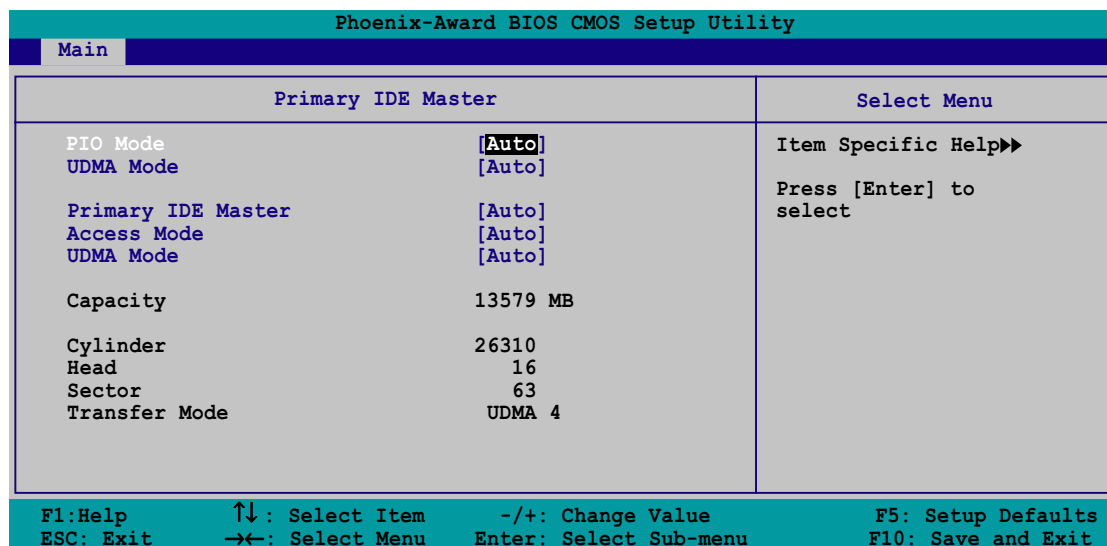 Phoenix-Award BIOS CMOS Setup Utility
Main
Primary IDE Master
Select Menu
PIO Mode [Auto]
UDMA Mode [Auto]
Primary IDE Master [Auto]
Access Mode [Auto]
UDMA Mode [Auto]
Capacity 13579 MB
Cylinder 26310
Head 16
Sector 63
Transfer Mode UDMA 4
Item Specific Help▶▶
Press [Enter] to
select
F1:Help ↑↓ : Select Item -/+: Change Value F5: Setup Defaults
ESC: Exit →←: Select Menu Enter: Select Sub-menu F10: Save and Exit